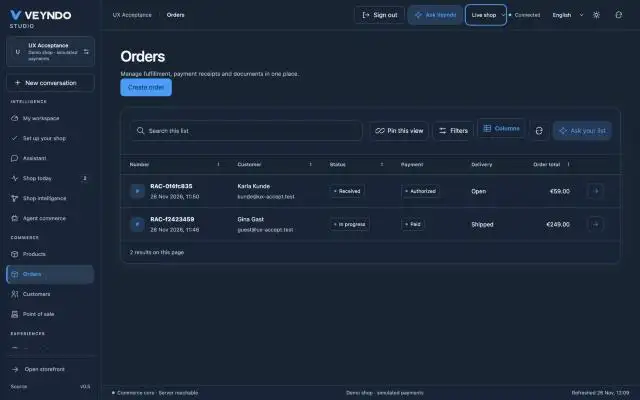 VEYNDO
STUDIO
U
UX Acceptance
Demo shop · simulated
payments
New conversation
INTELLIGENCE
My workspace
Set up your shop
Assistant
Shop today
2
Shop intelligence
Agent commerce
COMMERCE
Products
Orders
Customers
Point of sale
EXPERIENCES
Open storefront
Source
v0.5
UX Acceptance
Orders
Sign out
Ask Veyndo
Live shop
Connected
English
Orders
Manage fulfillment, payment receipts and documents in one place.
Create order
Search this list
Pin this view
Filters
Columns
Ask your list
Number
Customer
Status
Payment
Delivery
Order total
RAC-0f4fc835
26 Nov 2026, 11:50
Karla Kunde
kunde@ux-accept.test
Received
Authorized
Open
€59.00
RAC-f2423459
26 Nov 2026, 11:46
Gina Gast
guest@ux-accept.test
In progress
Paid
Shipped
€249.00
2 results on this page
Commerce core · Server reachable
Demo shop · simulated payments
Refreshed 26 Nov, 13:09